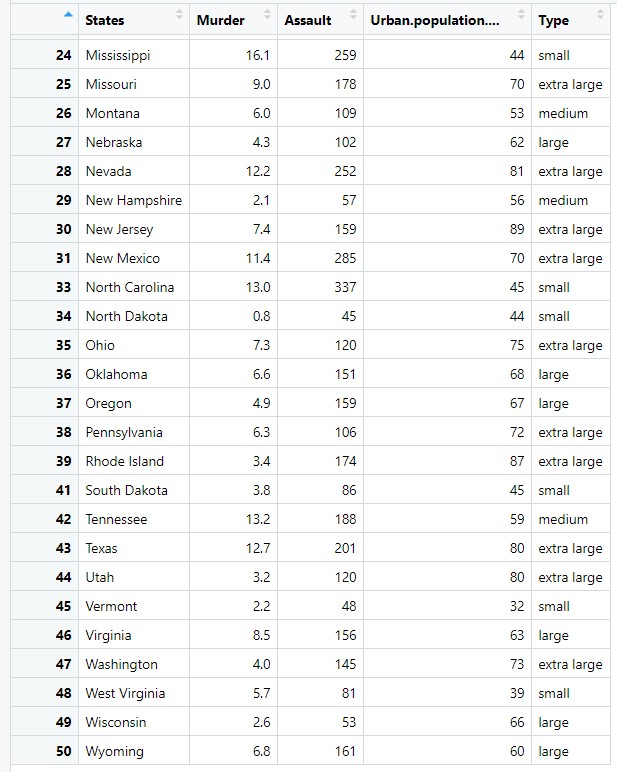 States Murder Assault Urban.population.... Type
24 Mississippi 16.1 259 44 small
25 Missouri 9.0 178 70 extra large
26 Montana 6.0 109 53 medium
27 Nebraska 4.3 102 62 large
28 Nevada 12.2 252 81 extra large
29 New Hampshire 2.1 57 56 medium
30 New Jersey 7.4 159 89 extra large
31 New Mexico 11.4 285 70 extra large
33 North Carolina 13.0 337 45 small
34 North Dakota 0.8 45 44 small
35 Ohio 7.3 120 75 extra large
36 Oklahoma 6.6 151 68 large
37 Oregon 4.9 159 67 large
38 Pennsylvania 6.3 106 72 extra large
39 Rhode Island 3.4 174 87 extra large
41 South Dakota 3.8 86 45 small
42 Tennessee 13.2 188 59 medium
43 Texas 12.7 201 80 extra large
44 Utah 3.2 120 80 extra large
45 Vermont 2.2 48 32 small
46 Virginia 8.5 156 63 large
47 Washington 4.0 145 73 extra large
48 West Virginia 5.7 81 39 small
49 Wisconsin 2.6 53 66 large
50 Wyoming 6.8 161 60 large